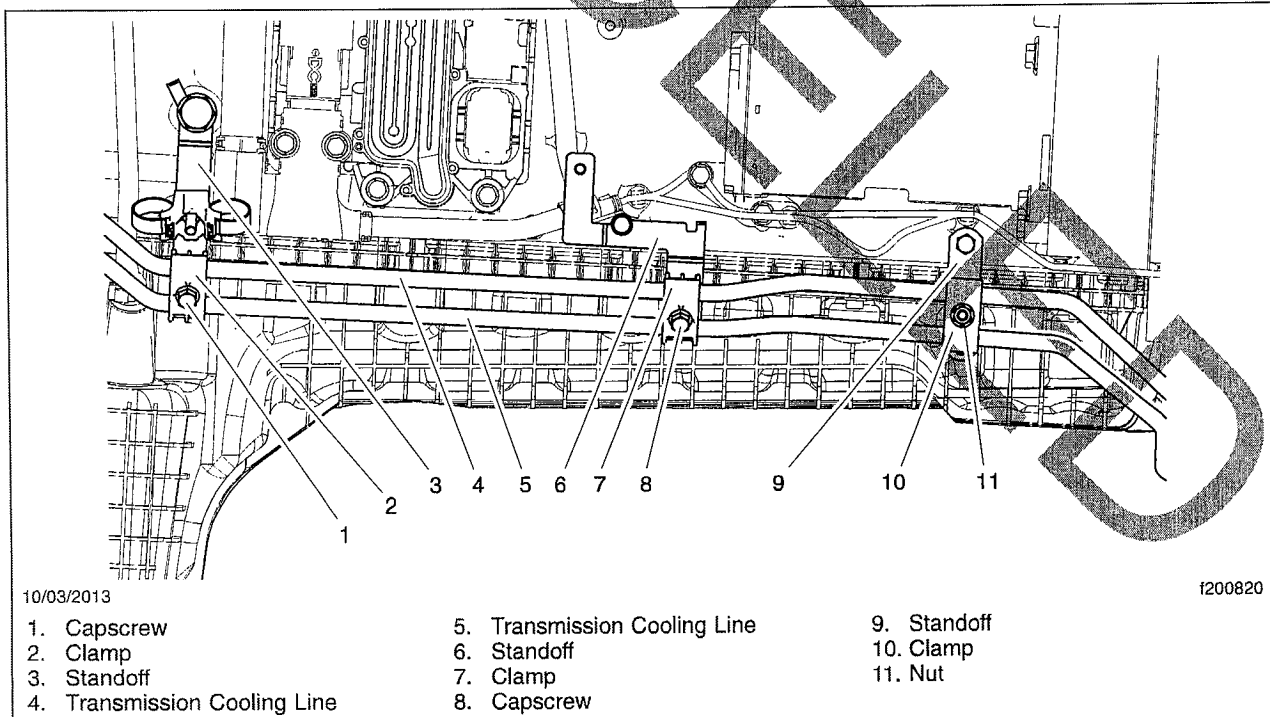 3
4
5
6
7
8
9
10
11
2
1
10/03/2013
f200820
1. Capscrew
2. Clamp
3. Standoff
4. Transmission Cooling Line
5. Transmission Cooling Line
6. Standoff
7. Clamp
8. Capscrew
9. Standoff
10. Clamp
11. Nut